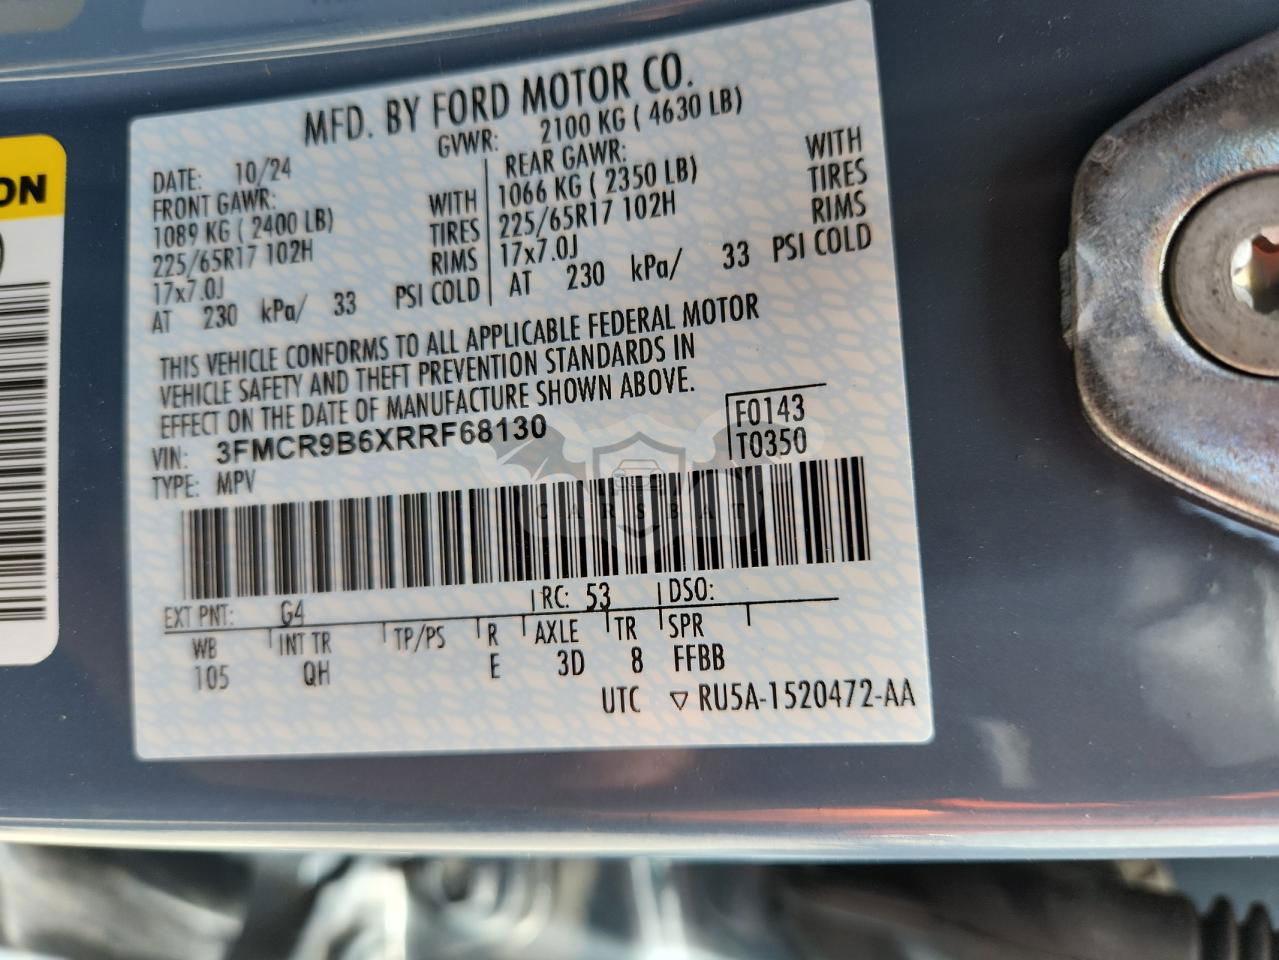 ON
MFD. BY FORD MOTOR CO.
GVWR: 2100 KG ( 4630 LB)
DATE: 10/24
FRONT GAWR:
1089 KG ( 2400 LB) WITH
225/65R17 102H TIRES
17x7.0J RIMS
AT 230 kPa/ 33 PSI COLD
REAR GAWR:
1066 KG ( 2350 LB) WITH
225/65R17 102H TIRES
17x7.0J RIMS
AT 230 kPa/ 33 PSI COLD
THIS VEHICLE CONFORMS TO ALL APPLICABLE FEDERAL MOTOR
VEHICLE SAFETY AND THEFT PREVENTION STANDARDS IN
EFFECT ON THE DATE OF MANUFACTURE SHOWN ABOVE.
VIN: 3FMCR9B6XRRF68130
TYPE: MPV
F0143
T0350
CARSBAT
EXT PNT: G4 RC: 53 DSO:
WB INT TR TP/PS R AXLE TR SPR
105 QH E 3D 8 FFBB
UTC ▽ RU5A-1520472-AA